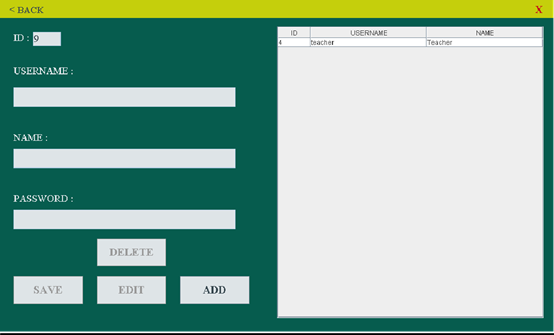 < BACK
X
ID : 9
USERNAME :
NAME :
PASSWORD :
DELETE
SAVE EDIT ADD
ID USERNAME NAME
4 teacher Teacher